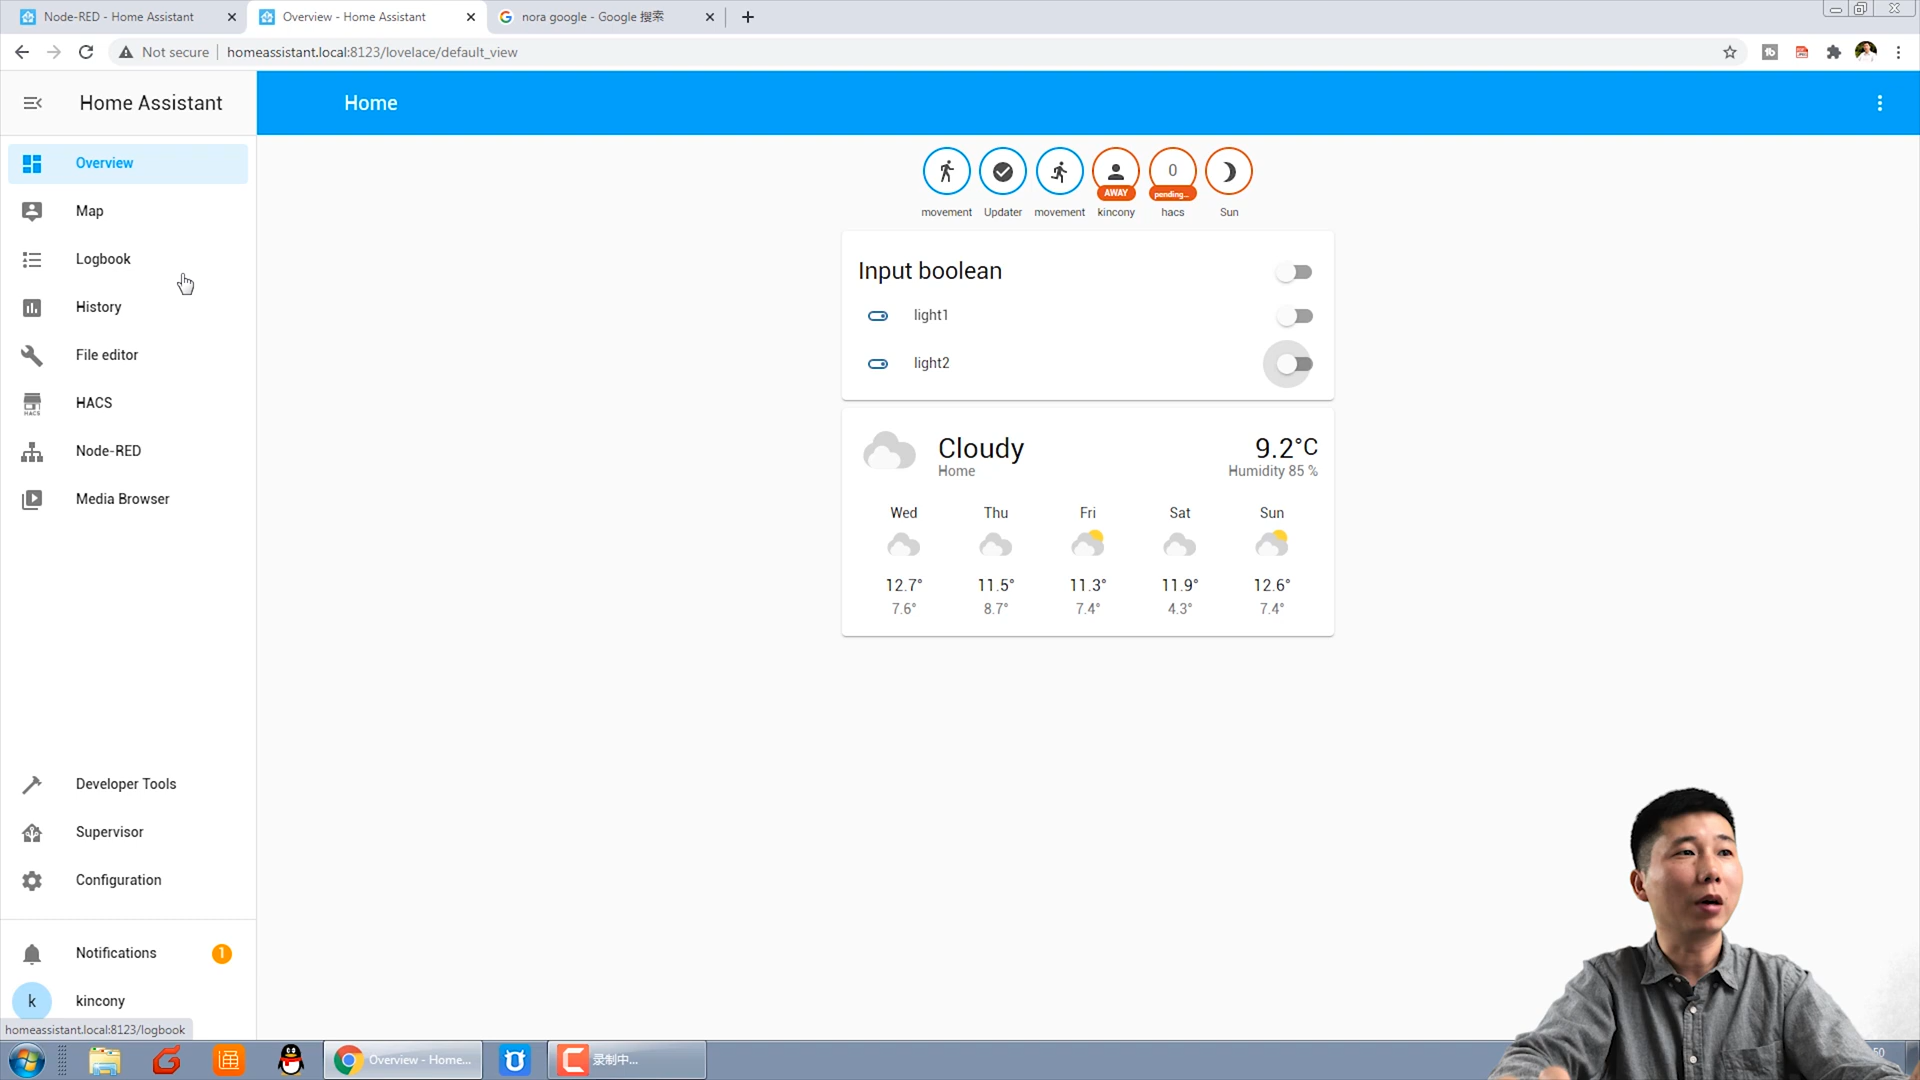 Node-RED - Home Assistant
Overview - Home Assistant
nora google - Google 搜索
Not secure
homeassistant.local:8123/lovelace/default_view
Home Assistant
Home
Overview
Map
Logbook
History
File editor
HACS
HACS
Node-RED
Media Browser
Developer Tools
Supervisor
Configuration
Notifications
1
k
kincony
homeassistant.local:8123/logbook
movement
Updater
movement
AWAY
kincony
0
pending...
hacs
Sun
Input boolean
light1
light2
Cloudy
Home
9.2°C
Humidity 85 %
Wed Thu Fri Sat Sun
12.7° 11.5° 11.3° 11.9° 12.6°
7.6° 8.7° 7.4° 4.3° 7.4°
Overview - Home...
录制中...